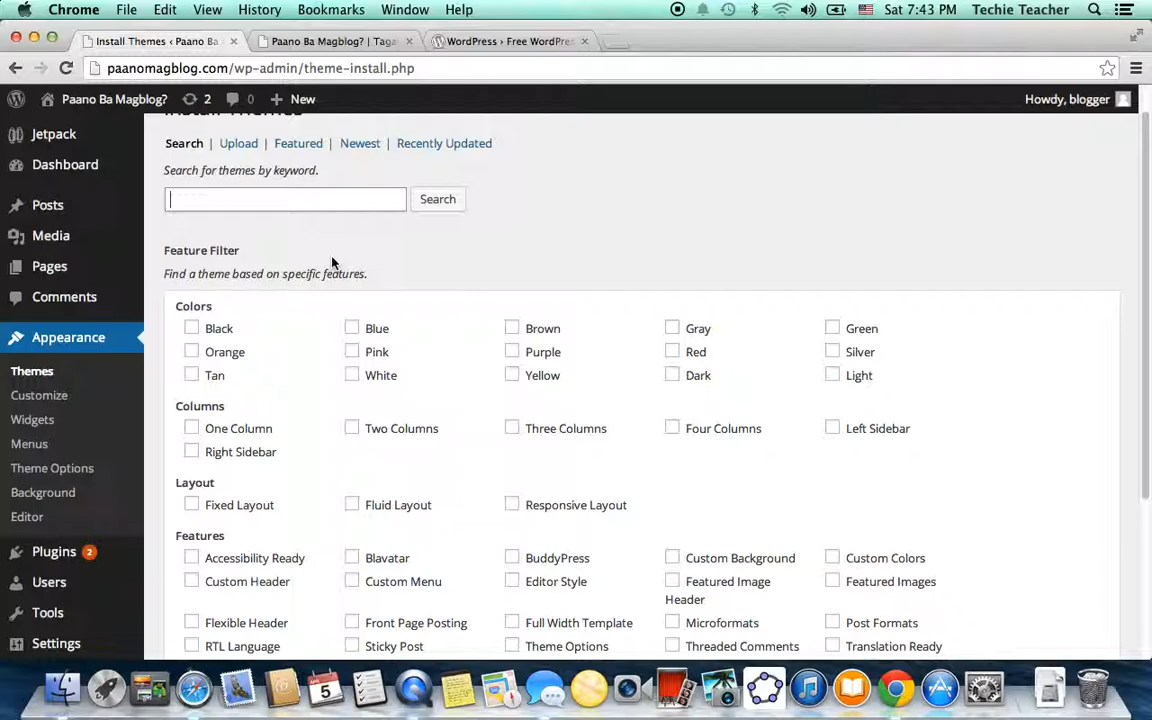 Chrome File Edit View History Bookmarks Window Help Sat 7:43 PM Techie Teacher
Install Themes ‹ Paano Ba Paano Ba Magblog? | Taga WordPress › Free WordPre
paanomagblog.com/wp-admin/theme-install.php
Paano Ba Magblog? 2 0 + New Howdy, blogger
Install Themes
Jetpack
Dashboard
Posts
Media
Pages
Comments
Appearance
Themes
Customize
Widgets
Menus
Theme Options
Background
Editor
Plugins 2
Users
Tools
Settings
Search | Upload | Featured | Newest | Recently Updated
Search for themes by keyword.
Search
Feature Filter
Find a theme based on specific features.
Colors
Black Blue Brown Gray Green
Orange Pink Purple Red Silver
Tan White Yellow Dark Light
Columns
One Column Two Columns Three Columns Four Columns Left Sidebar
Right Sidebar
Layout
Fixed Layout Fluid Layout Responsive Layout
Features
Accessibility Ready Blavatar BuddyPress Custom Background Custom Colors
Custom Header Custom Menu Editor Style Featured Image Header Featured Images
Flexible Header Front Page Posting Full Width Template Microformats Post Formats
RTL Language Sticky Post Theme Options Threaded Comments Translation Ready
5